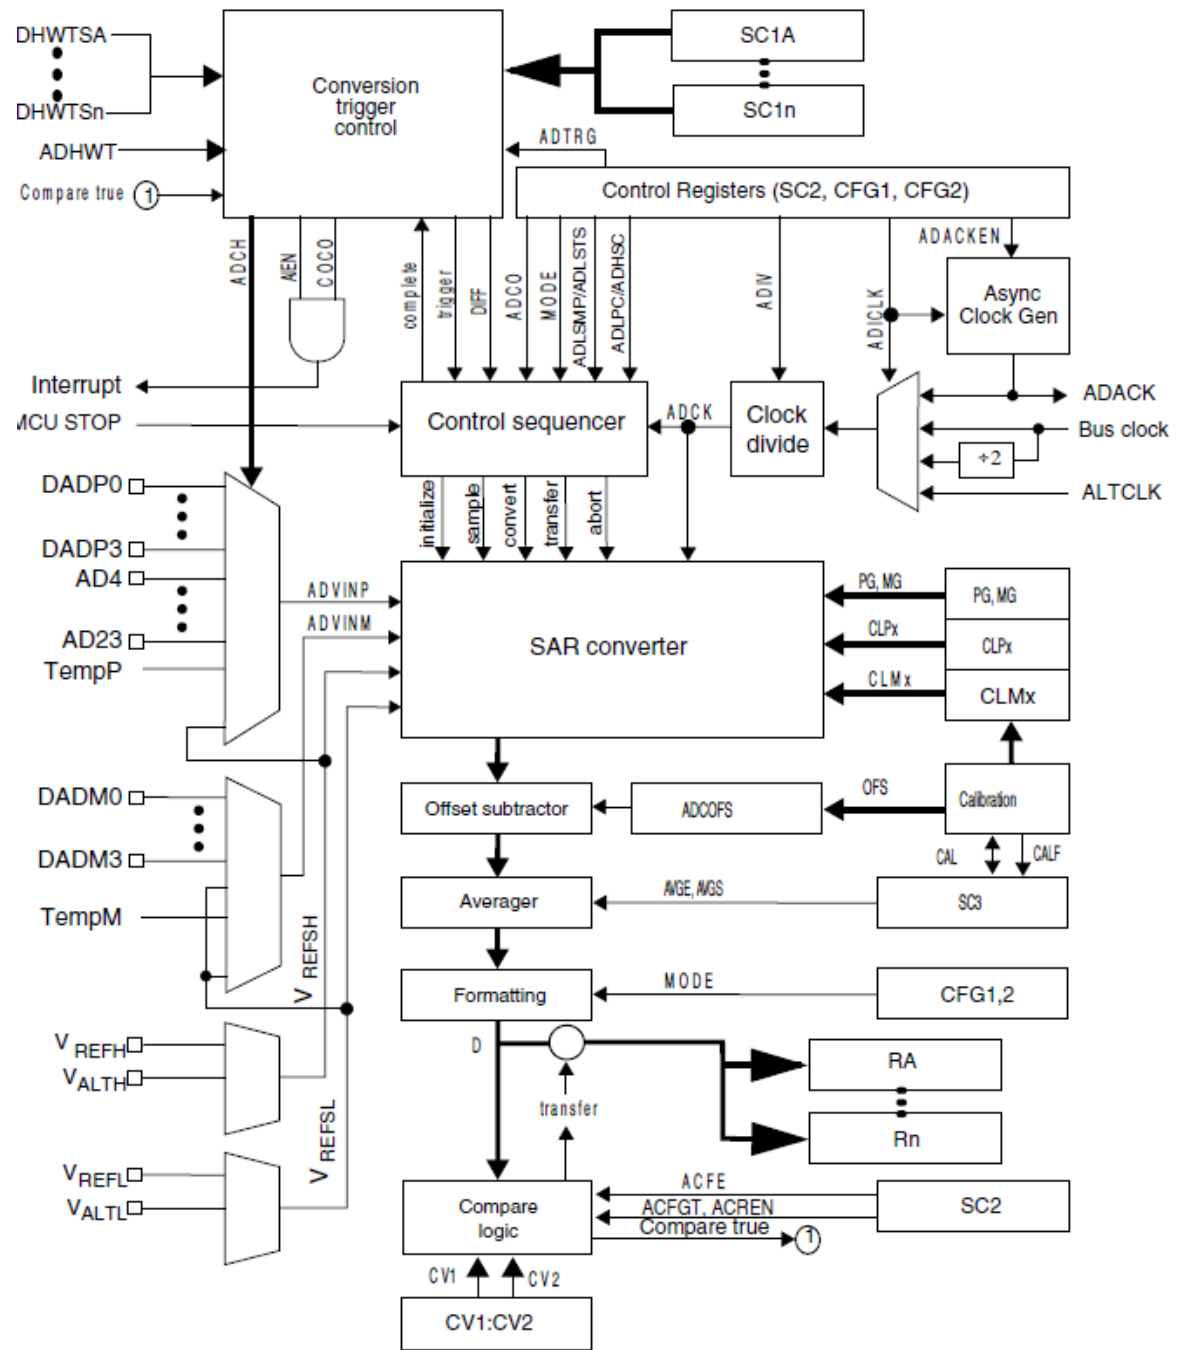 DHWTSA
DHWTSn
ADHWT
Compare true 1
Conversion
trigger
control
SC1A
SC1n
ADTRG
Control Registers (SC2, CFG1, CFG2)
ADCH
AIEN
COCO
complete
trigger
DIFF
ADCO
MODE
ADLSMP/ADLSTS
ADLPC/ADHSC
ADIV
ADICLK
ADACKEN
Async
Clock Gen
Interrupt
MCU STOP
Control sequencer
ADCK
Clock
divide
ADACK
Bus clock
÷2
ALTCLK
DADP0
DADP3
AD4
AD23
TempP
initialize
sample
convert
transfer
abort
ADVINP
ADVINM
SAR converter
PG, MG
PG, MG
CLPx
CLPx
CLMx
CLMx
DADM0
DADM3
TempM
Offset subtractor
ADCOFS
OFS
Calibration
CAL
CALF
Averager
AVGE, AVGS
SC3
V REFSH
Formatting
MODE
CFG1,2
V REFH
VALTH
D
RA
transfer
Rn
V REFSL
VREFL
VALTL
Compare
logic
ACFE
ACFGT, ACREN
Compare true
1
SC2
CV1
CV2
CV1:CV2